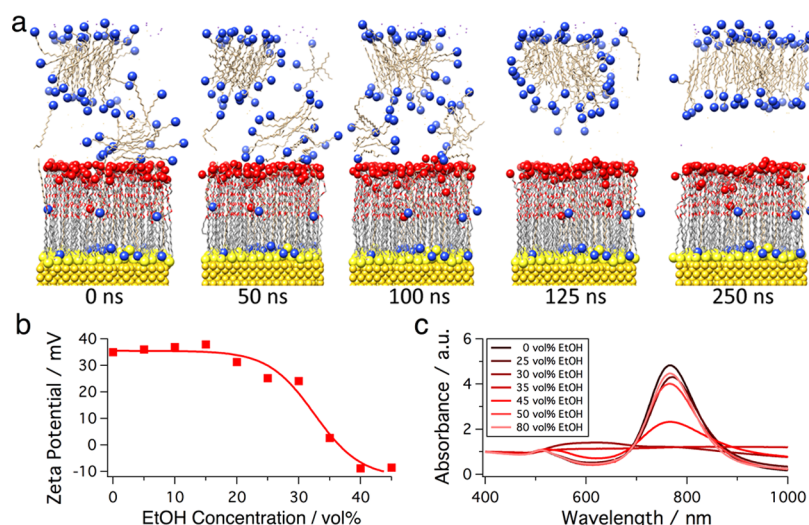 a
0 ns 50 ns 100 ns 125 ns 250 ns
b
Zeta Potential / mV
40
30
20
10
0
-10
0 10 20 30 40
EtOH Concentration / vol%
c
Absorbance / a.u.
6
4
2
0
0 vol% EtOH
25 vol% EtOH
30 vol% EtOH
35 vol% EtOH
45 vol% EtOH
50 vol% EtOH
80 vol% EtOH
400 600 800 1000
Wavelength / nm